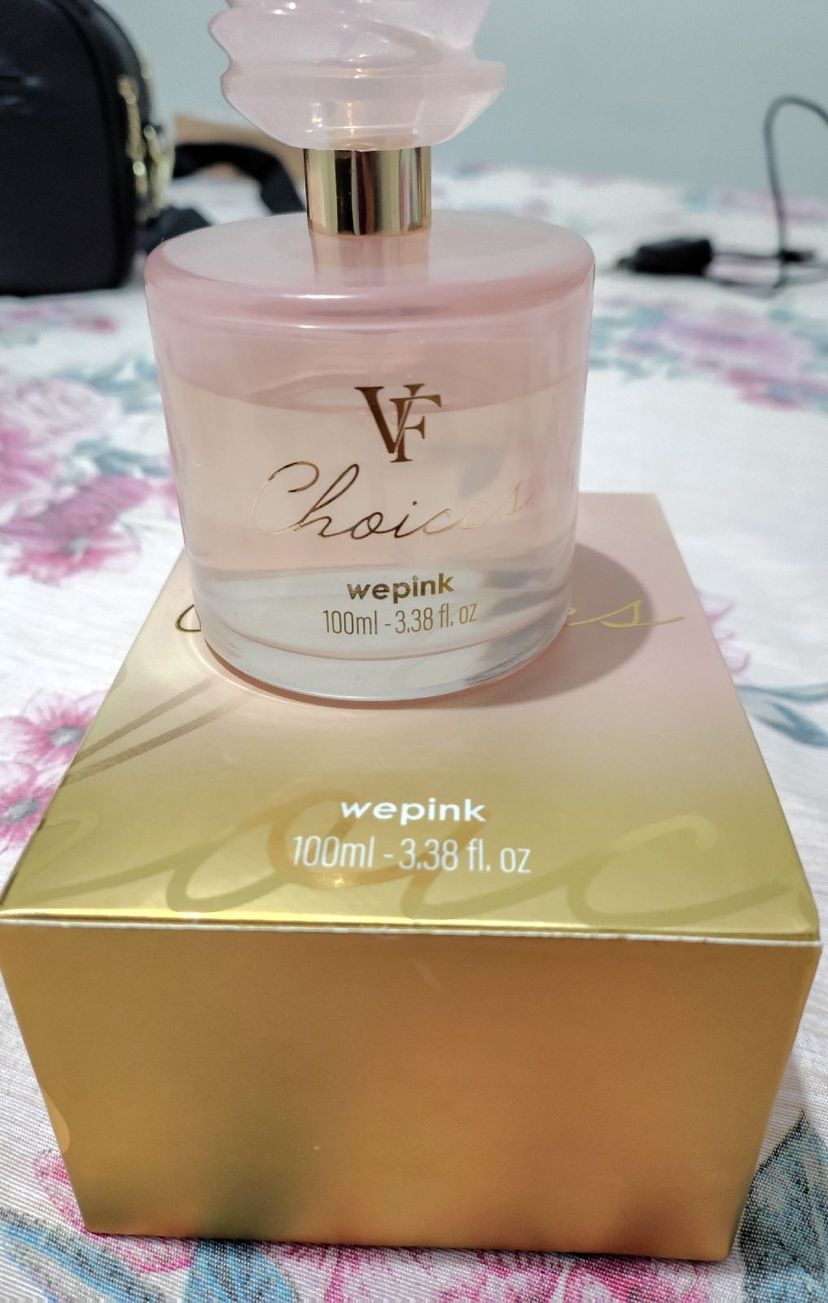 VF
Choices
wepink
100ml - 3.38 fl. oz
wepink
100ml - 3.38 fl. oz